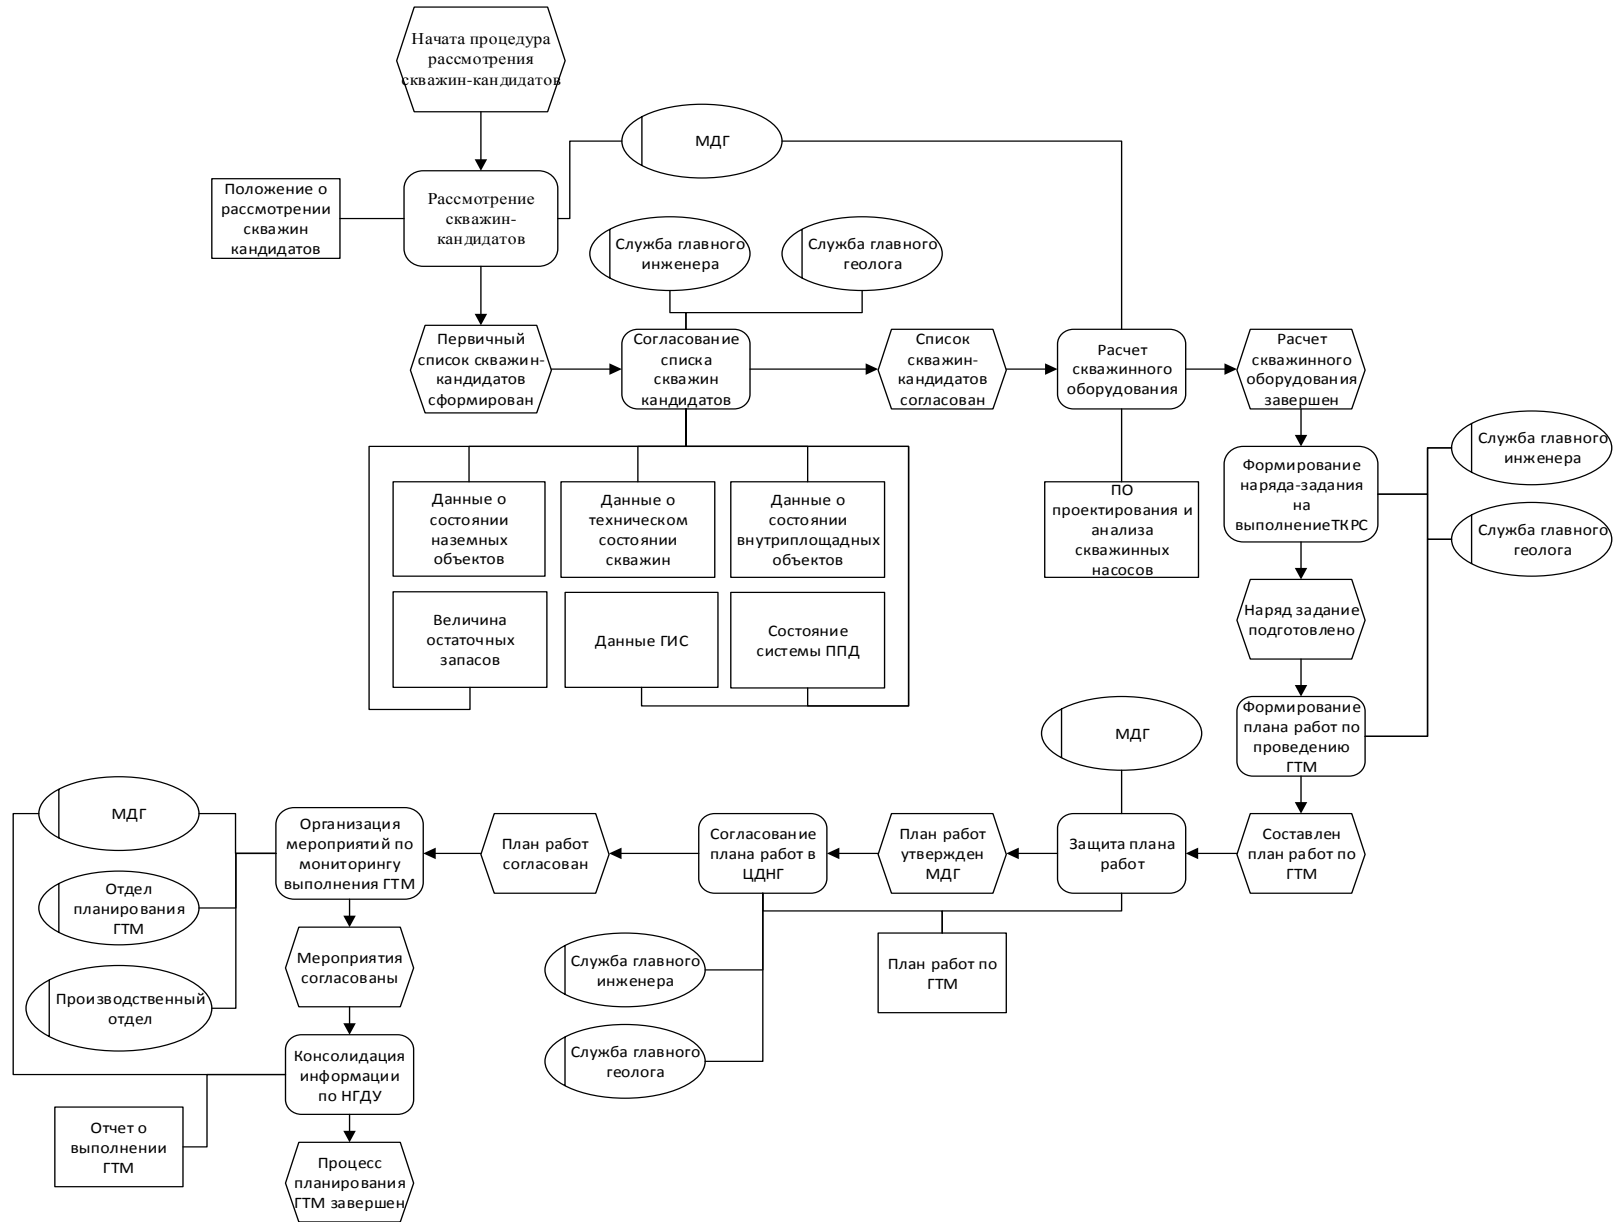 Начата процедура
рассмотрения
скважин-кандидатов
МДГ
Положение о
рассмотрении
скважин
кандидатов
Рассмотрение
скважин-
кандидатов
Служба главного
инженера
Служба главного
геолога
Первичный
список скважин-
кандидатов
сформирован
Согласование
списка
скважин
кандидатов
Список
скважин-
кандидатов
согласован
Расчет
скважинного
оборудования
Расчет
скважинного
оборудования
завершен
Служба главного
инженера
Формирование
наряда-задания
на
выполнениеТКРС
Служба главного
геолога
Данные о
состоянии
наземных
объектов
Данные о
техническом
состоянии
скважин
Данные о
состоянии
внутриплощадных
объектов
ПО
проектирования и
анализа
скважинных
насосов
Величина
остаточных
запасов
Данные ГИС
Состояние
системы ППД
Наряд задание
подготовлено
Формирование
плана работ по
проведению
ГТМ
МДГ
МДГ
Организация
мероприятий по
мониторингу
выполнения ГТМ
План работ
согласован
Согласование
плана работ в
ЦДНГ
План работ
утвержден
МДГ
Защита плана
работ
Составлен
план работ по
ГТМ
Отдел
планирования
ГТМ
Мероприятия
согласованы
Служба главного
инженера
План работ по
ГТМ
Производственный
отдел
Служба главного
геолога
Консолидация
информации
по НГДУ
Отчет о
выполнении
ГТМ
Процесс
планирования
ГТМ завершен